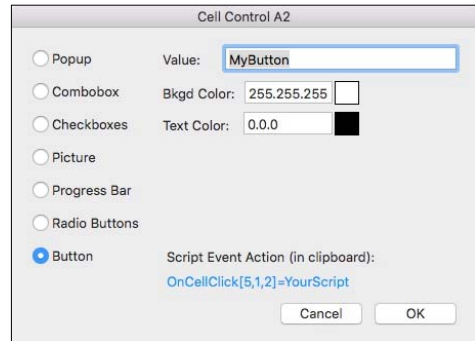 Cell Control A2
Popup
Value: MyButton
Combobox
Bkgd Color: 255.255.255
Checkboxes
Text Color: 0.0.0
Picture
Progress Bar
Radio Buttons
Button
Script Event Action (in clipboard):
OnCellClick[5,1,2]=YourScript
Cancel OK